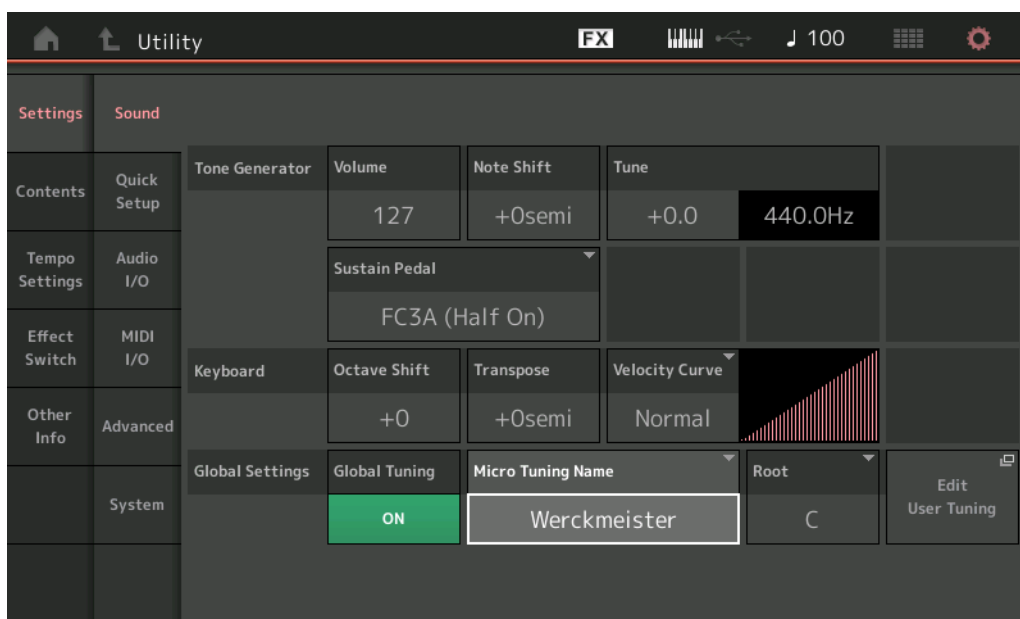 Utility
FX
♩ 100
Settings
Sound
Contents
Quick
Setup
Tempo
Settings
Audio
I/O
Effect
Switch
MIDI
I/O
Other
Info
Advanced
System
Tone Generator
Volume
127
Note Shift
+0semi
Tune
+0.0
440.0Hz
Sustain Pedal
FC3A (Half On)
Keyboard
Octave Shift
+0
Transpose
+0semi
Velocity Curve
Normal
Global Settings
Global Tuning
ON
Micro Tuning Name
Werckmeister
Root
C
Edit
User Tuning